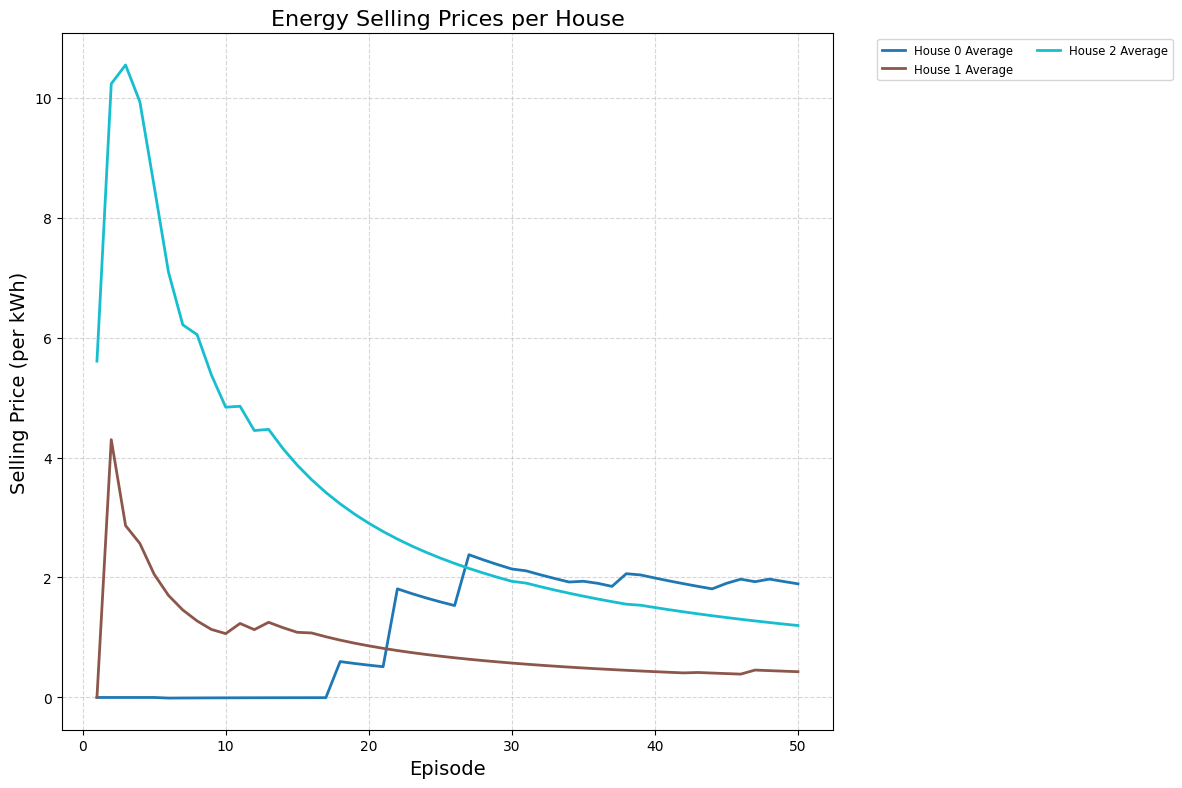 Energy Selling Prices per House
House 0 Average
House 1 Average
House 2 Average
Selling Price (per kWh)
10
8
6
4
2
0
0 10 20 30 40 50
Episode